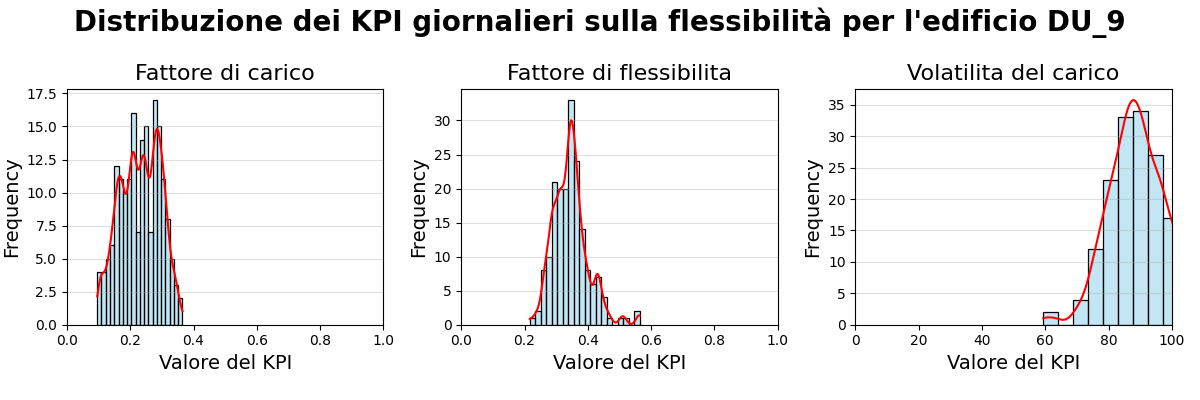 Distribuzione dei KPI giornalieri sulla flessibilità per l'edificio DU_9
Fattore di carico
Frequency
17.5
15.0
12.5
10.0
7.5
5.0
2.5
0.0
0.0 0.2 0.4 0.6 0.8 1.0
Valore del KPI
Fattore di flessibilita
Frequency
30
25
20
15
10
5
0
0.0 0.2 0.4 0.6 0.8 1.0
Valore del KPI
Volatilita del carico
Frequency
35
30
25
20
15
10
5
0
0 20 40 60 80 100
Valore del KPI